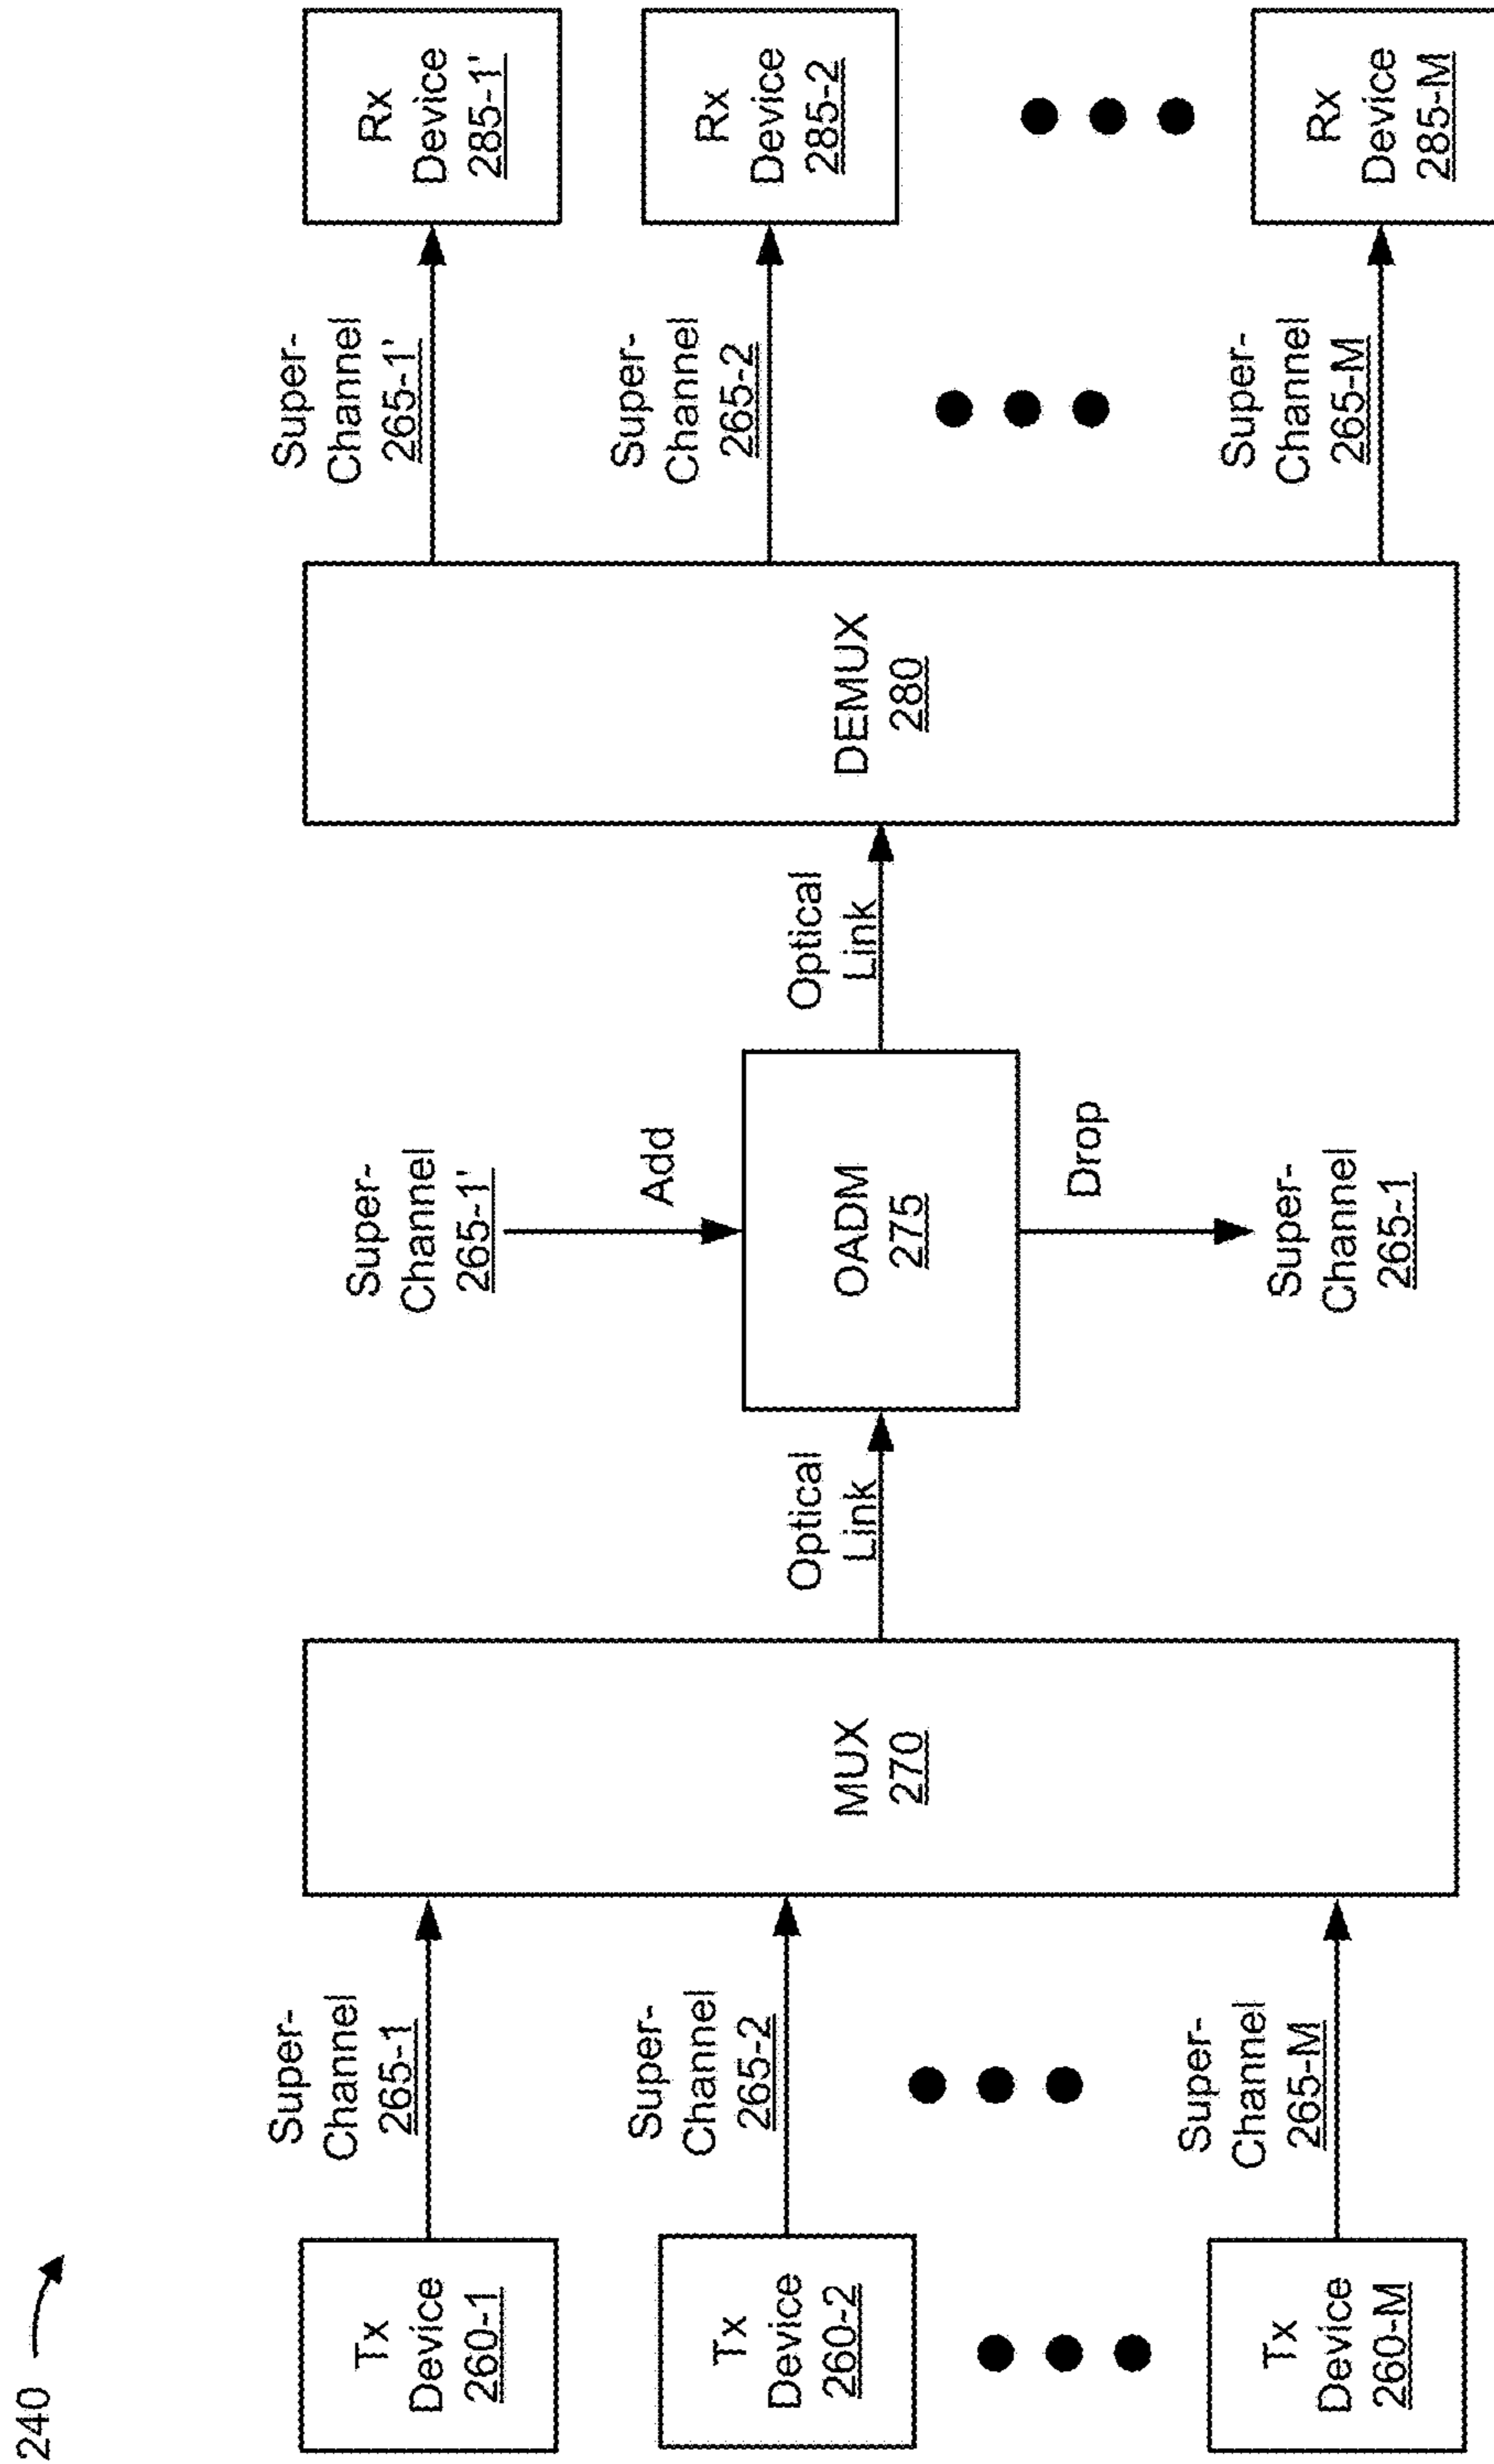 240
Tx
Device
260-1
Tx
Device
260-2
Tx
Device
260-M
Super-
Channel
265-1
Super-
Channel
265-2
Super-
Channel
265-M
MUX
270
Optical
Link
Super-
Channel
265-1'
Add
OADM
275
Drop
Super-
Channel
265-1
Optical
Link
DEMUX
280
Super-
Channel
265-1'
Super-
Channel
265-2
Super-
Channel
265-M
Rx
Device
285-1'
Rx
Device
285-2
Rx
Device
285-M